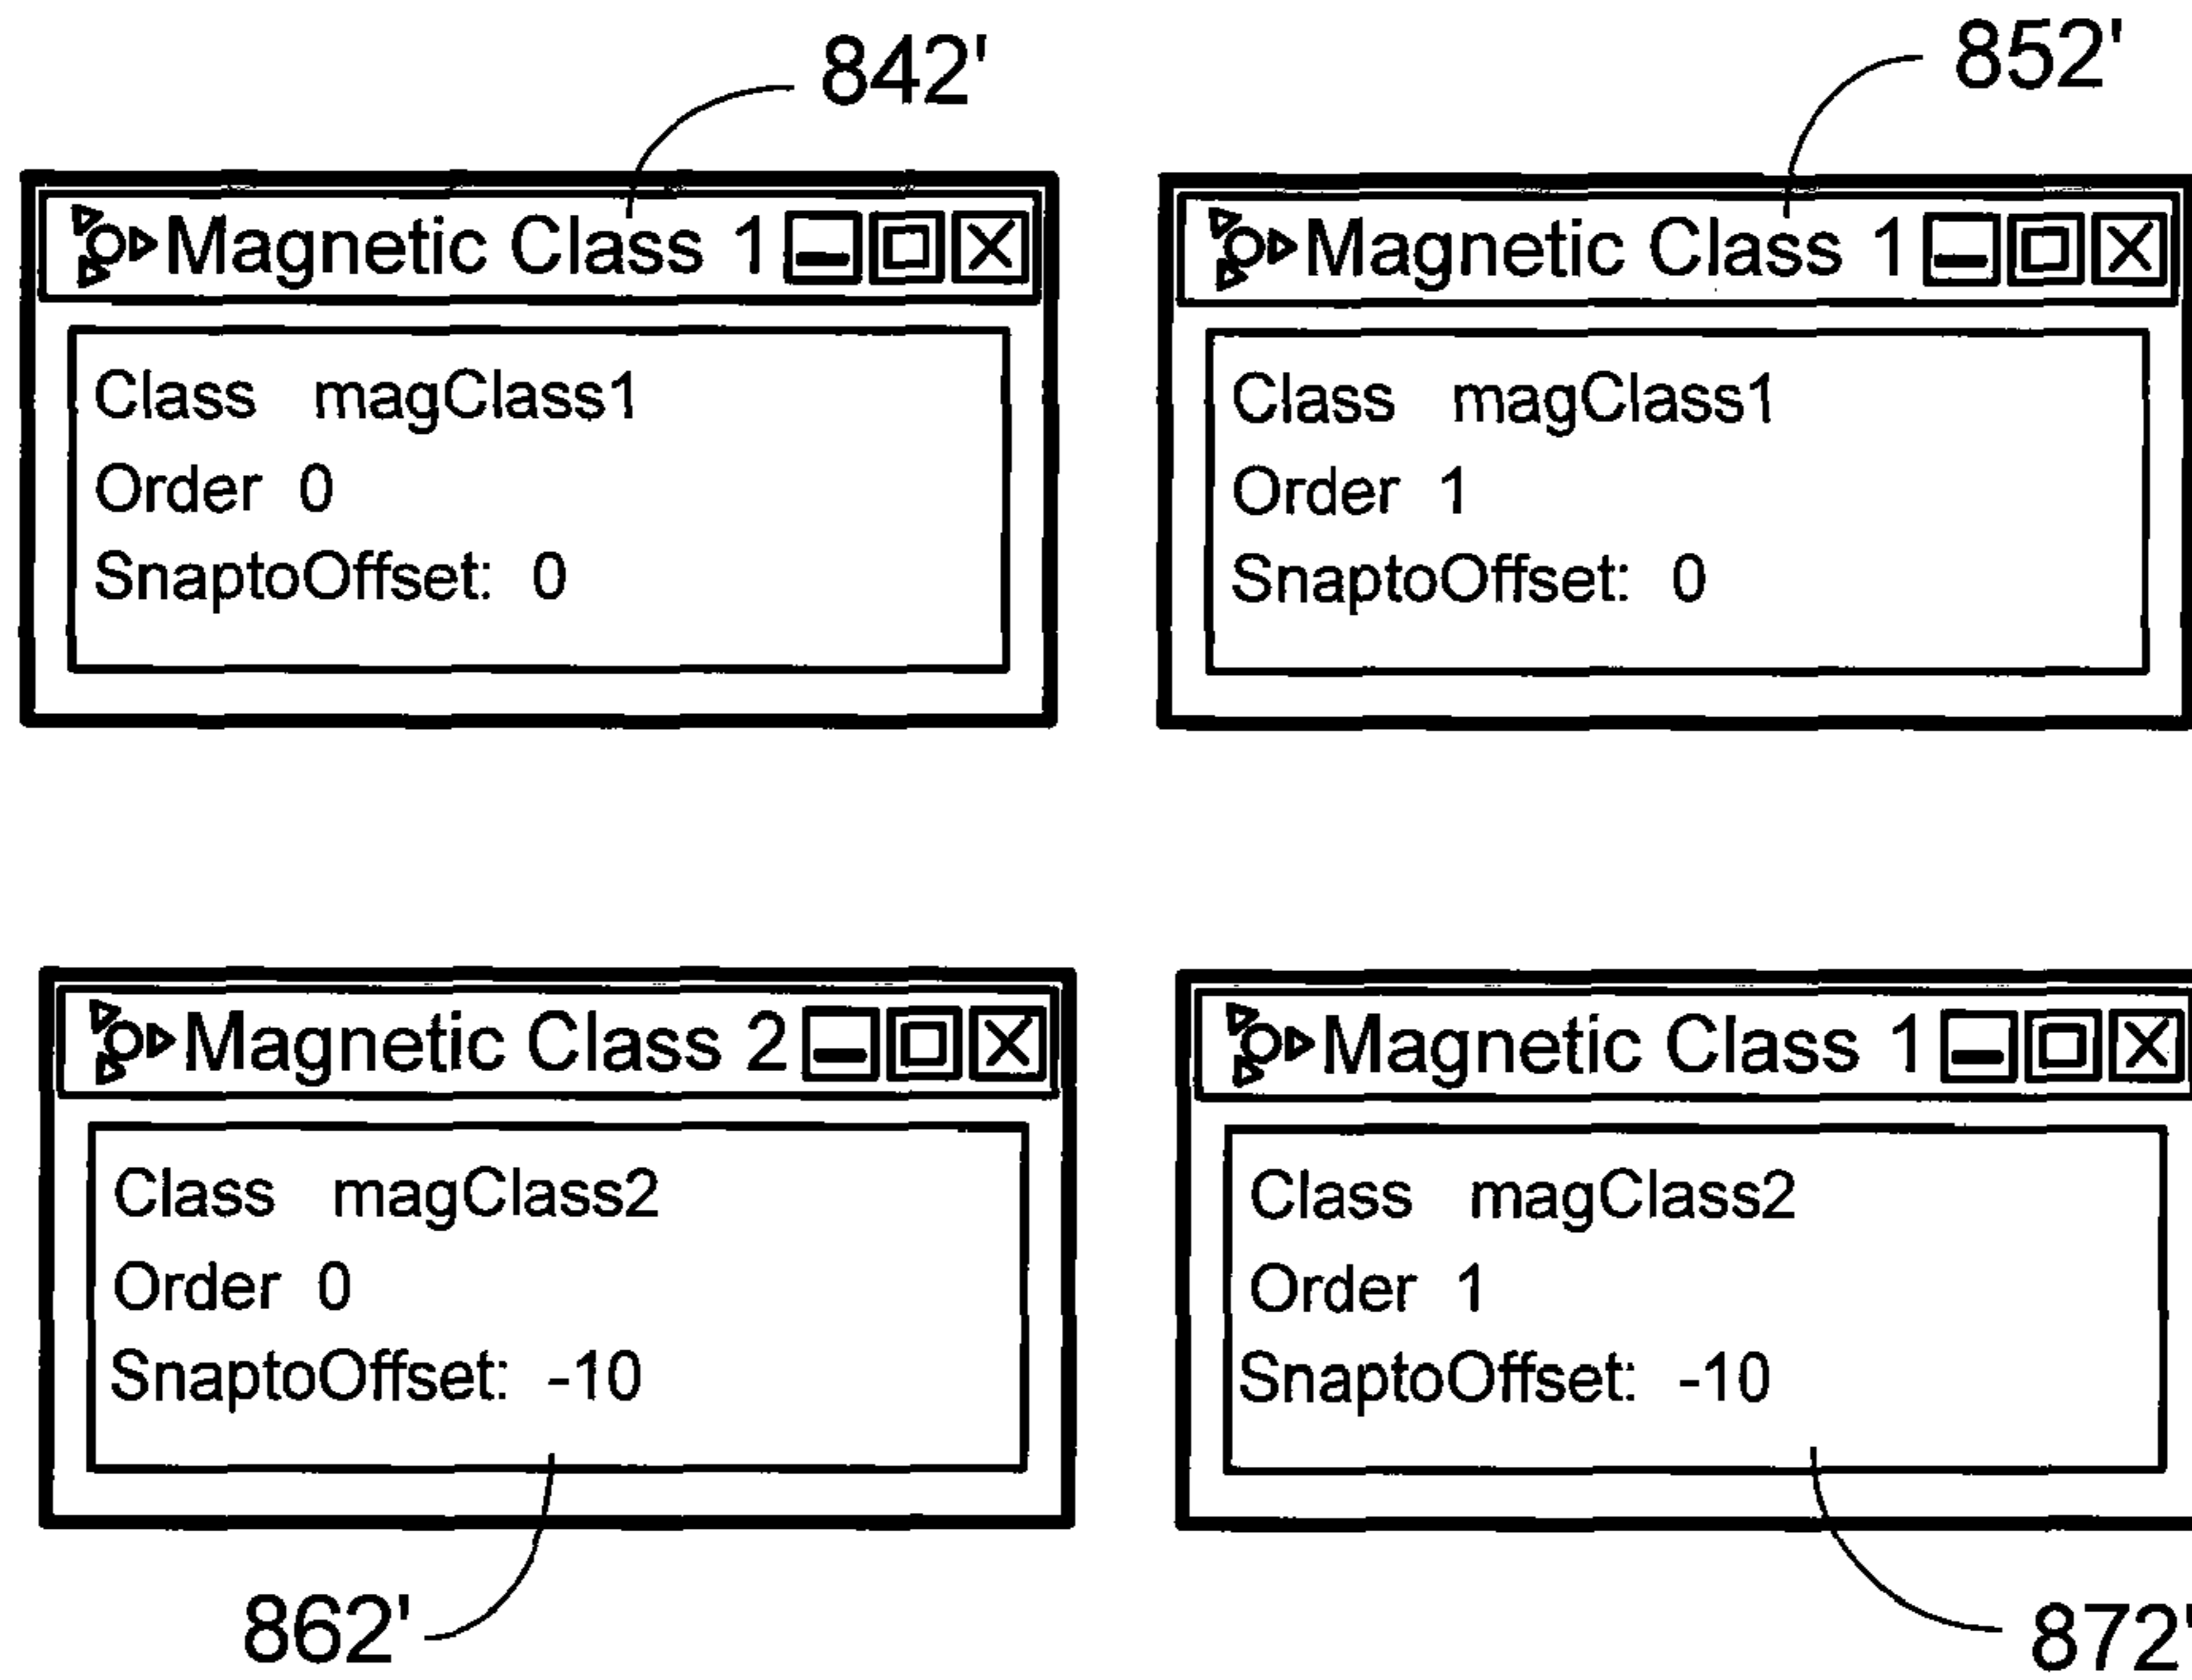 842'
Magnetic Class 1
Class magClass1
Order 0
SnaptoOffset: 0
852'
Magnetic Class 1
Class magClass1
Order 1
SnaptoOffset: 0
Magnetic Class 2
Class magClass2
Order 0
SnaptoOffset: -10
862'
Magnetic Class 1
Class magClass2
Order 1
SnaptoOffset: -10
872'